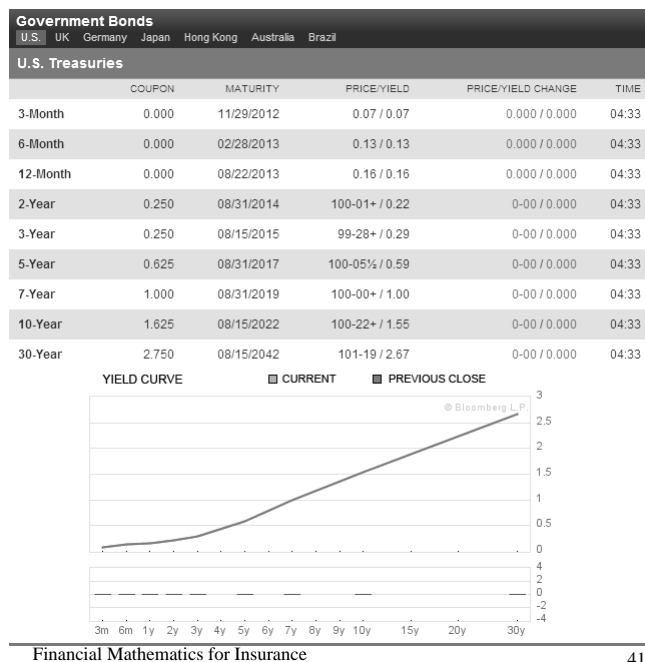 Government Bonds
U.S. UK Germany Japan Hong Kong Australia Brazil
U.S. Treasuries
COUPON MATURITY PRICE/YIELD PRICE/YIELD CHANGE TIME
3-Month 0.000 11/29/2012 0.07 / 0.07 0.000 / 0.000 04:33
6-Month 0.000 02/28/2013 0.13 / 0.13 0.000 / 0.000 04:33
12-Month 0.000 08/22/2013 0.16 / 0.16 0.000 / 0.000 04:33
2-Year 0.250 08/31/2014 100-01+ / 0.22 0-00 / 0.000 04:33
3-Year 0.250 08/15/2015 99-28+ / 0.29 0-00 / 0.000 04:33
5-Year 0.625 08/31/2017 100-05½ / 0.59 0-00 / 0.000 04:33
7-Year 1.000 08/31/2019 100-00+ / 1.00 0-00 / 0.000 04:33
10-Year 1.625 08/15/2022 100-22+ / 1.55 0-00 / 0.000 04:33
30-Year 2.750 08/15/2042 101-19 / 2.67 0-00 / 0.000 04:33
YIELD CURVE CURRENT PREVIOUS CLOSE
3
© Bloomberg L.P.
2.5
2
1.5
1
0.5
0
4
2
0
-2
-4
3m 6m 1y 2y 3y 4y 5y 6y 7y 8y 9y 10y 15y 20y 30y
Financial Mathematics for Insurance 41